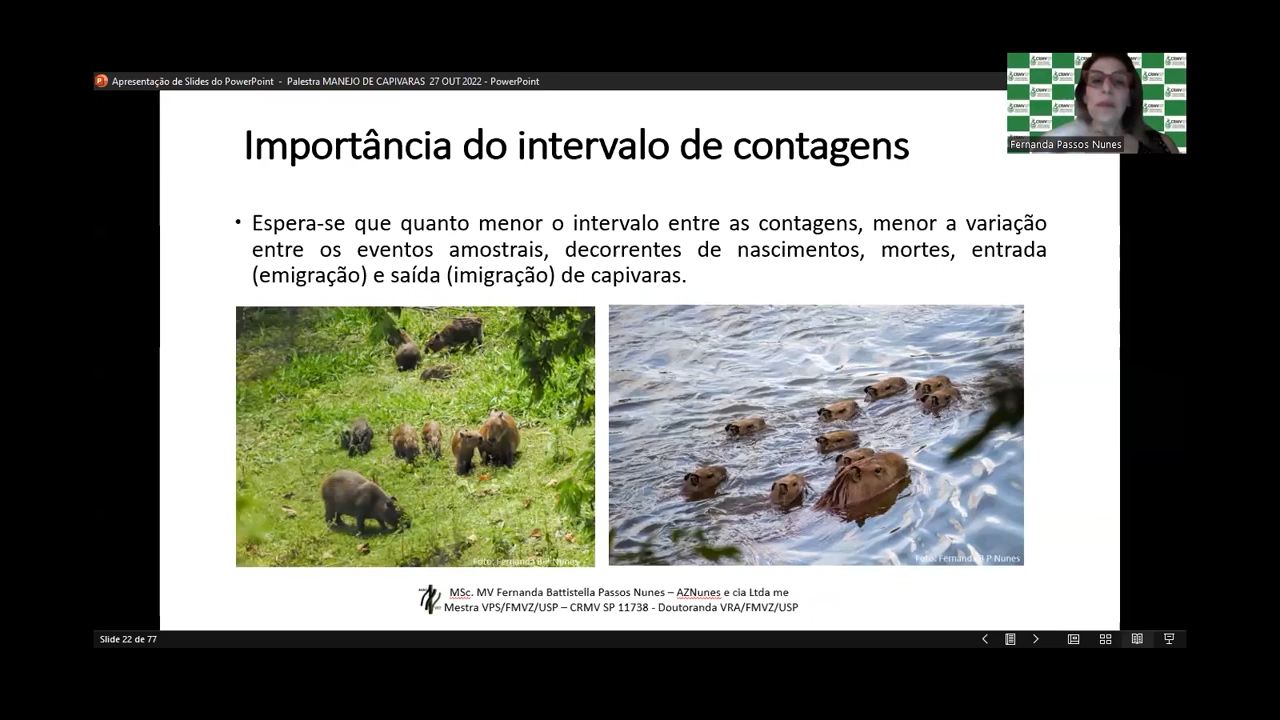 Apresentação de Slides do PowerPoint - Palestra MANEJO DE CAPIVARAS 27 OUT 2022 - PowerPoint
Fernanda Passos Nunes
Importância do intervalo de contagens
• Espera-se que quanto menor o intervalo entre as contagens, menor a variação
entre os eventos amostrais, decorrentes de nascimentos, mortes, entrada
(emigração) e saída (imigração) de capivaras.
Foto: Fernanda B P Nunes
Foto: Fernanda B P Nunes
MSc. MV Fernanda Battistella Passos Nunes – AZNunes e cia Ltda me
Mestra VPS/FMVZ/USP – CRMV SP 11738 - Doutoranda VRA/FMVZ/USP
Slide 22 de 77